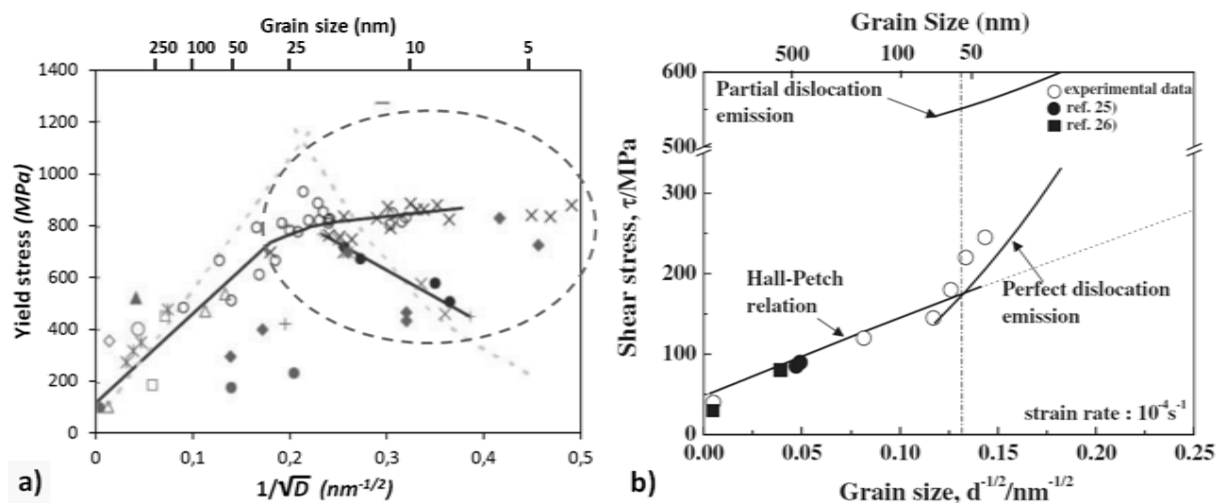 Grain size (nm)
250 100 50 25 10 5
1400
1200
1000
800
600
400
200
0
Yield stress (MPa)
0 0,1 0,2 0,3 0,4 0,5
1/√D (nm-1/2)
a)
Grain Size (nm)
500 100 50
600
500
300
200
100
0
Shear stress, τ/MPa
Partial dislocation
emission
experimental data
ref. 25)
ref. 26)
Hall-Petch
relation
Perfect dislocation
emission
strain rate : 10-4s-1
0.00 0.05 0.10 0.15 0.20 0.25
Grain size, d-1/2/nm-1/2
b)